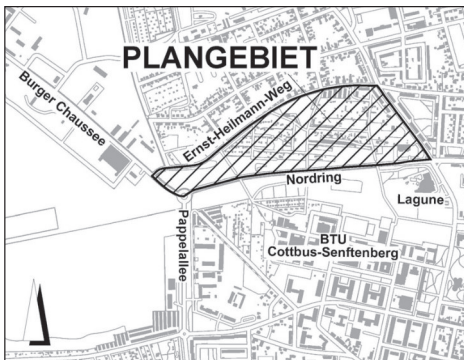 PLANGEBIET
Burger Chaussee
Ernst-Heilmann-Weg
Nordring
Pappelallee
Lagune
BTU
Cottbus-Senftenberg